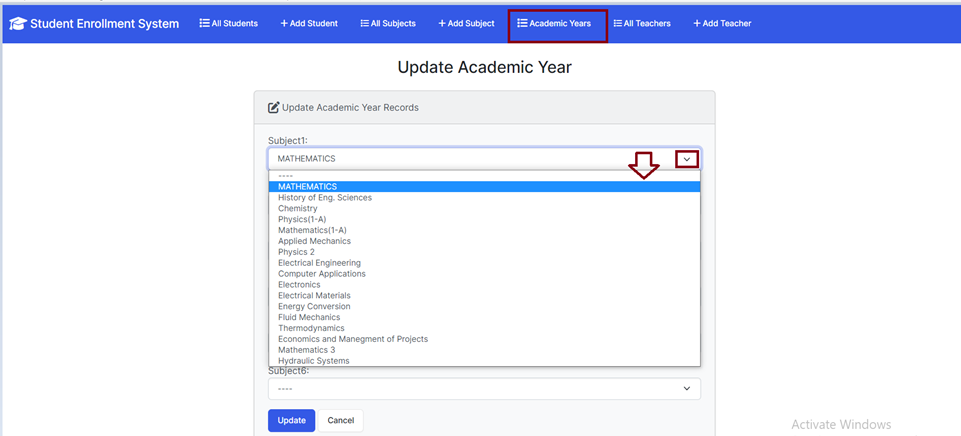 Student Enrollment System All Students + Add Student All Subjects + Add Subject Academic Years All Teachers + Add Teacher
Update Academic Year
Update Academic Year Records
Subject1:
MATHEMATICS
----
MATHEMATICS
History of Eng. Sciences
Chemistry
Physics(1-A)
Mathematics(1-A)
Applied Mechanics
Physics 2
Electrical Engineering
Computer Applications
Electronics
Electrical Materials
Energy Conversion
Fluid Mechanics
Thermodynamics
Economics and Manegment of Projects
Mathematics 3
Hydraulic Systems
Subject6:
----
Update Cancel
Activate Windows